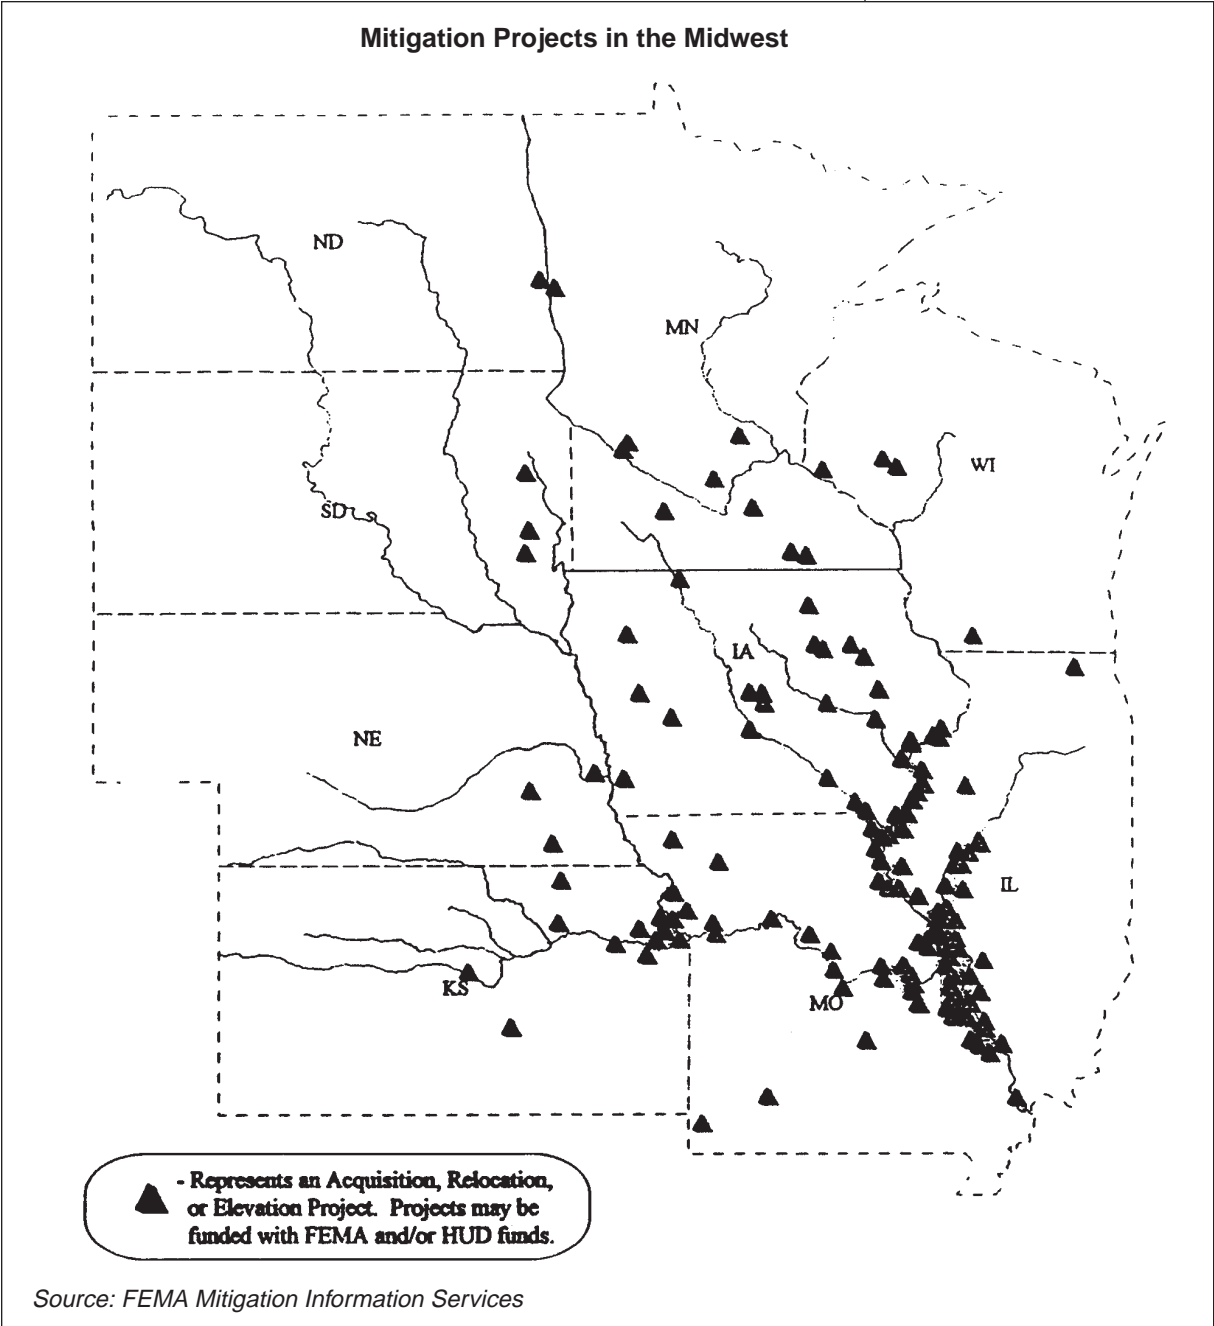 Mitigation Projects in the Midwest
ND
MN
WI
SD
IA
NE
IL
KS
MO
- Represents an Acquisition, Relocation,
or Elevation Project. Projects may be
funded with FEMA and/or HUD funds.
Source: FEMA Mitigation Information Services